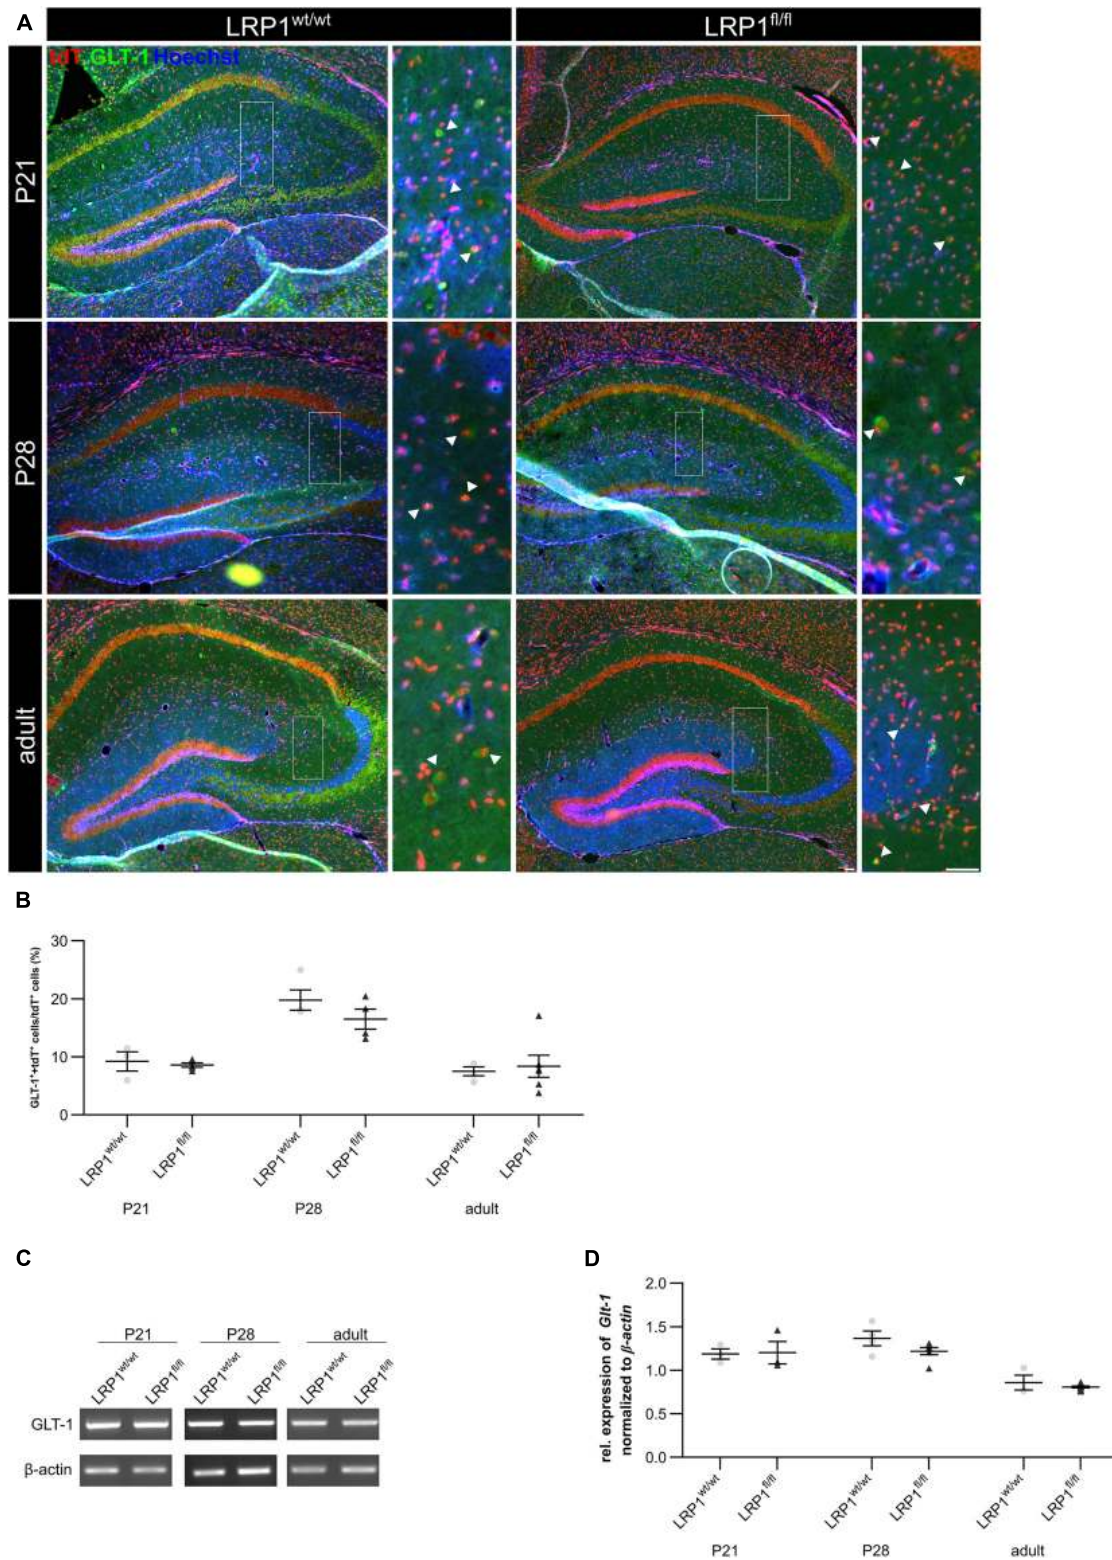 A
LRP1wt/wt
LRP1fl/fl
tdT GLT-1 Hoechst
P21
P28
adult
B
GLT-1⁺+tdT⁺ cells/tdT⁺ cells (%)
30
20
10
0
LRP1wt/wt
LRP1fl/fl
LRP1wt/wt
LRP1fl/fl
LRP1wt/wt
LRP1fl/fl
P21
P28
adult
C
P21
P28
adult
LRP1wt/wt
LRP1fl/fl
LRP1wt/wt
LRP1fl/fl
LRP1wt/wt
LRP1fl/fl
GLT-1
β-actin
D
rel. expression of Glt-1
normalized to β-actin
2.0
1.5
1.0
0.5
0.0
LRP1wt/wt
LRP1fl/fl
LRP1wt/wt
LRP1fl/fl
LRP1wt/wt
LRP1fl/fl
P21
P28
adult